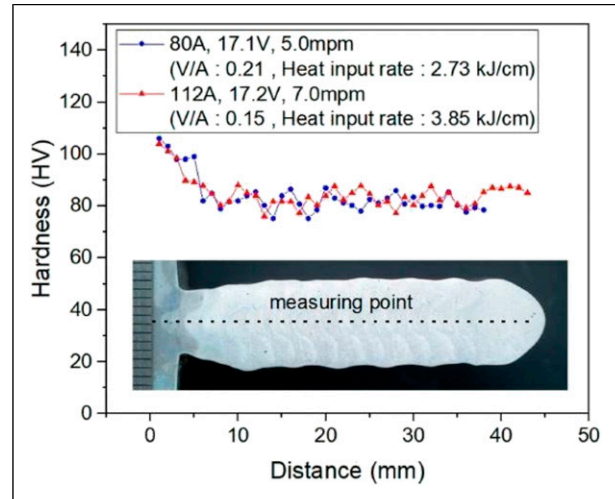 140
120
100
80
60
40
20
0
Hardness (HV)
80A, 17.1V, 5.0mpm
(V/A : 0.21 , Heat input rate : 2.73 kJ/cm)
112A, 17.2V, 7.0mpm
(V/A : 0.15 , Heat input rate : 3.85 kJ/cm)
measuring point
0 10 20 30 40 50
Distance (mm)